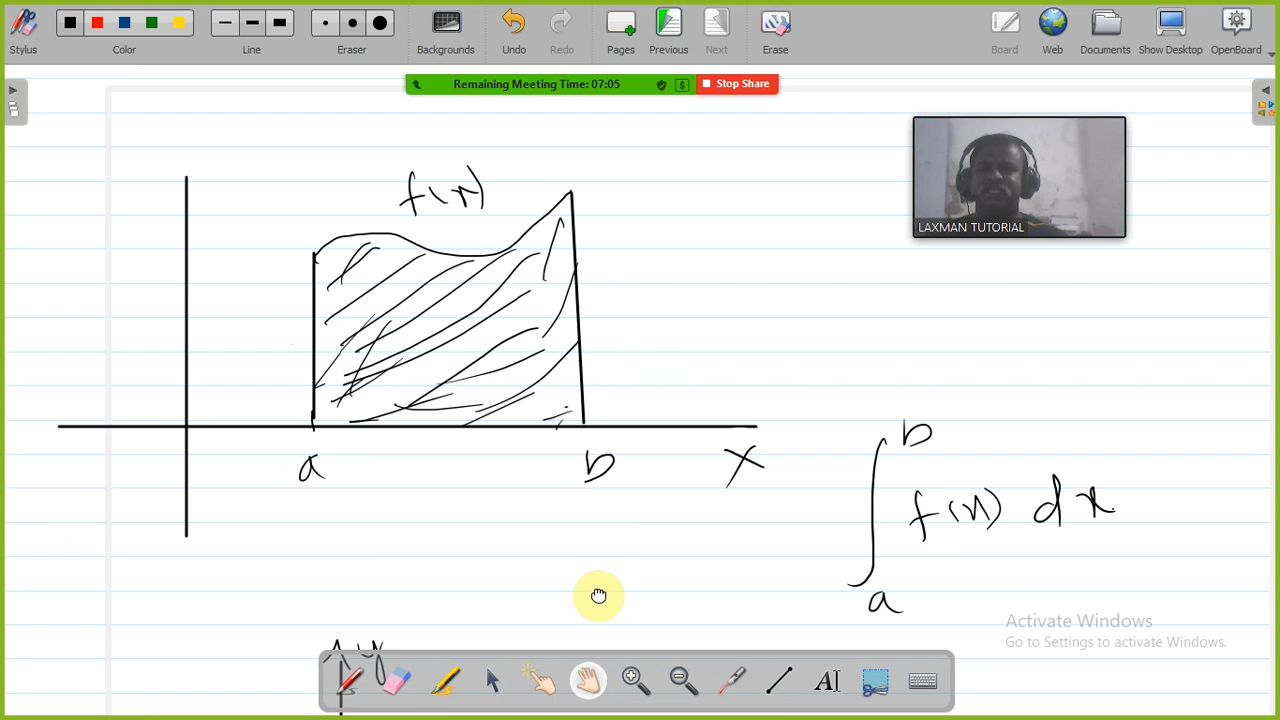 Stylus Color Line Eraser Backgrounds Undo Redo Pages Previous Next Erase Board Web Documents Show Desktop OpenBoard
Remaining Meeting Time: 07:05 Stop Share
LAXMAN TUTORIAL
f(x)
a b X
∫ₐᵇ f(x) dx
y
Activate Windows
Go to Settings to activate Windows.